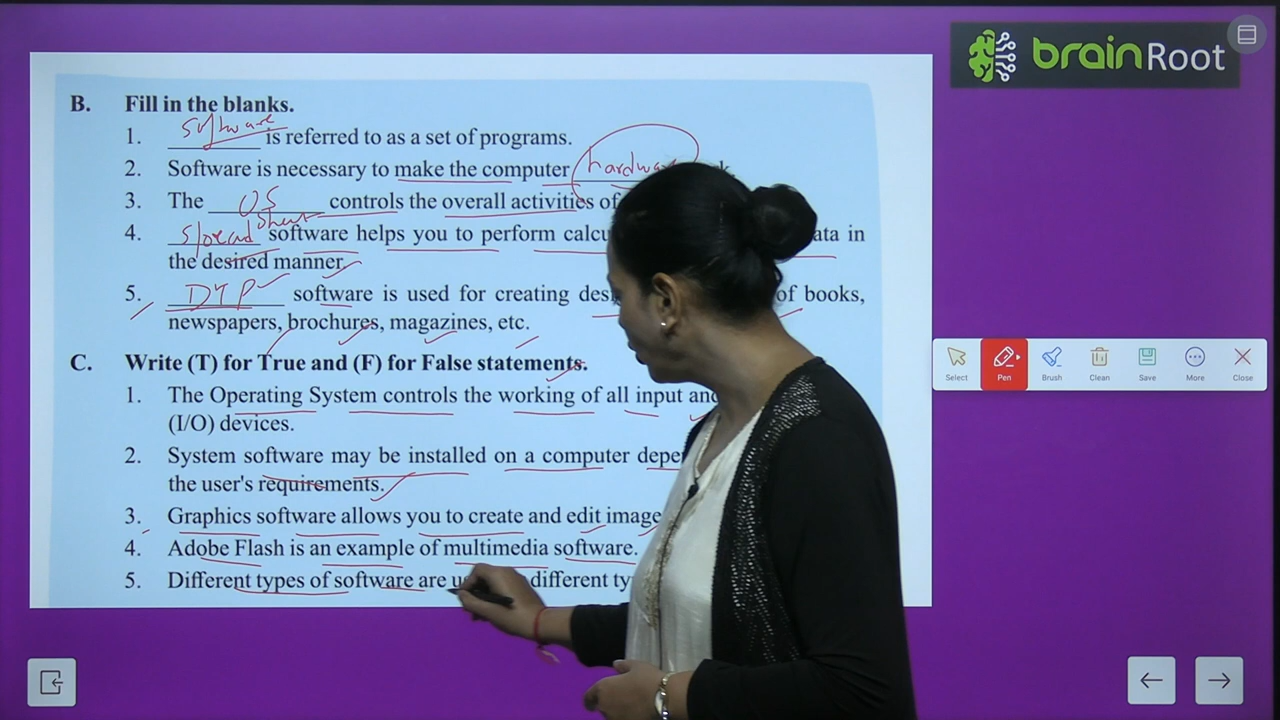 brainRoot
B. Fill in the blanks.
1. software is referred to as a set of programs.
2. Software is necessary to make the computer
3. The OS controls the overall activities of
4. spread sheet software helps you to perform calcu ata in
the desired manner.
5. DTP software is used for creating des of books,
newspapers, brochures, magazines, etc.
C. Write (T) for True and (F) for False statements.
1. The Operating System controls the working of all input and
(I/O) devices.
2. System software may be installed on a computer depe
the user's requirements.
3. Graphics software allows you to create and edit image
4. Adobe Flash is an example of multimedia software.
5. Different types of software are different ty
Select Pen Brush Clean Save More Close